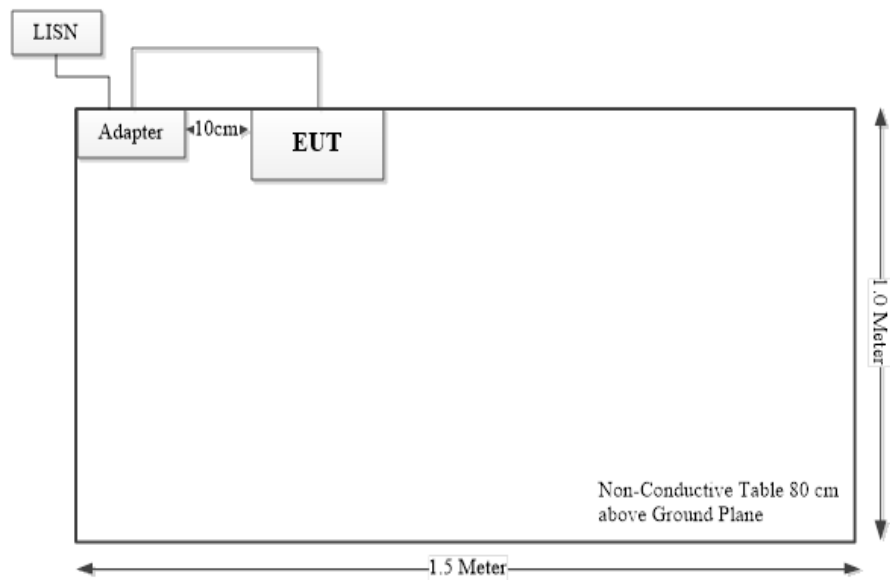 LISN
Adapter
10cm
EUT
1.0 Meter
Non-Conductive Table 80 cm
above Ground Plane
1.5 Meter